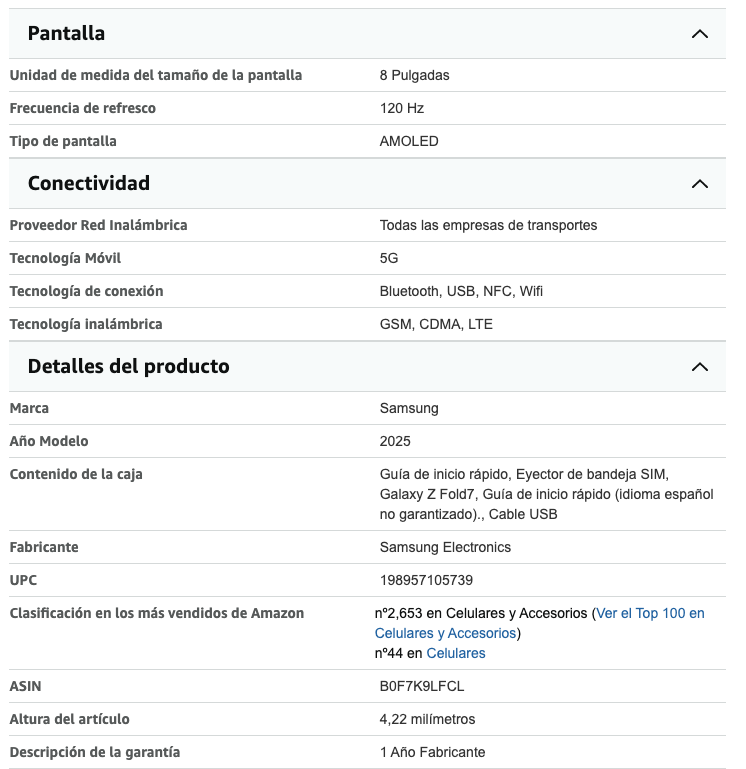 Pantalla
Unidad de medida del tamaño de la pantalla 8 Pulgadas
Frecuencia de refresco 120 Hz
Tipo de pantalla AMOLED
Conectividad
Proveedor Red Inalámbrica Todas las empresas de transportes
Tecnología Móvil 5G
Tecnología de conexión Bluetooth, USB, NFC, Wifi
Tecnología inalámbrica GSM, CDMA, LTE
Detalles del producto
Marca Samsung
Año Modelo 2025
Contenido de la caja Guía de inicio rápido, Eyector de bandeja SIM,
Galaxy Z Fold7, Guía de inicio rápido (idioma español
no garantizado)., Cable USB
Fabricante Samsung Electronics
UPC 198957105739
Clasificación en los más vendidos de Amazon nº2,653 en Celulares y Accesorios (Ver el Top 100 en
Celulares y Accesorios)
nº44 en Celulares
ASIN B0F7K9LFCL
Altura del artículo 4,22 milímetros
Descripción de la garantía 1 Año Fabricante